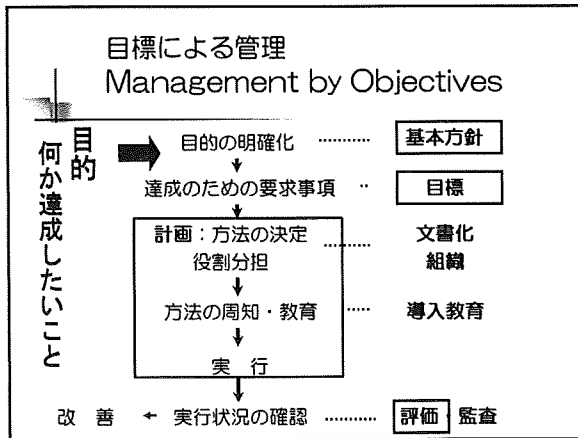 目標による管理
Management by Objectives
目的
何か達成したいこと
目的の明確化 ············ 基本方針
達成のための要求事項 ·· 目標
計画：方法の決定 ············ 文書化
役割分担 組織
方法の周知・教育 ······ 導入教育
実　行
改　善 ← 実行状況の確認 ············ 評価・監査